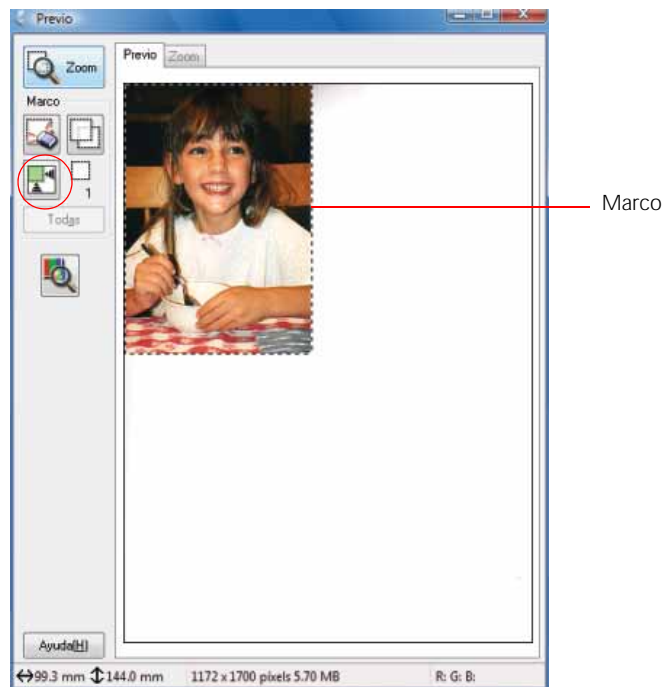 Previo
Zoom
Previo
Zoom
Marco
1
Todas
Marco
Ayuda(H)
99.3 mm
144.0 mm
1172 x 1700 pixels 5.70 MB
R: G: B: